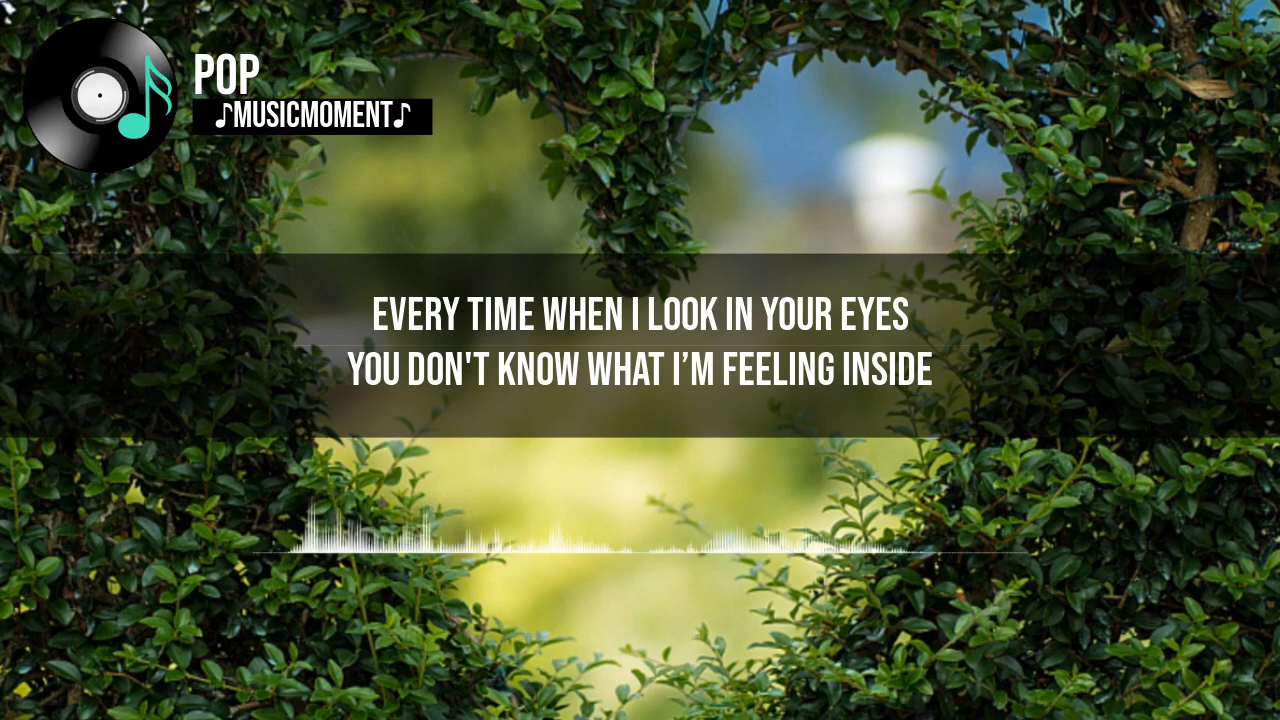 POP
♪MUSICMOMENT♪
EVERY TIME WHEN I LOOK IN YOUR EYES
YOU DON'T KNOW WHAT I’M FEELING INSIDE